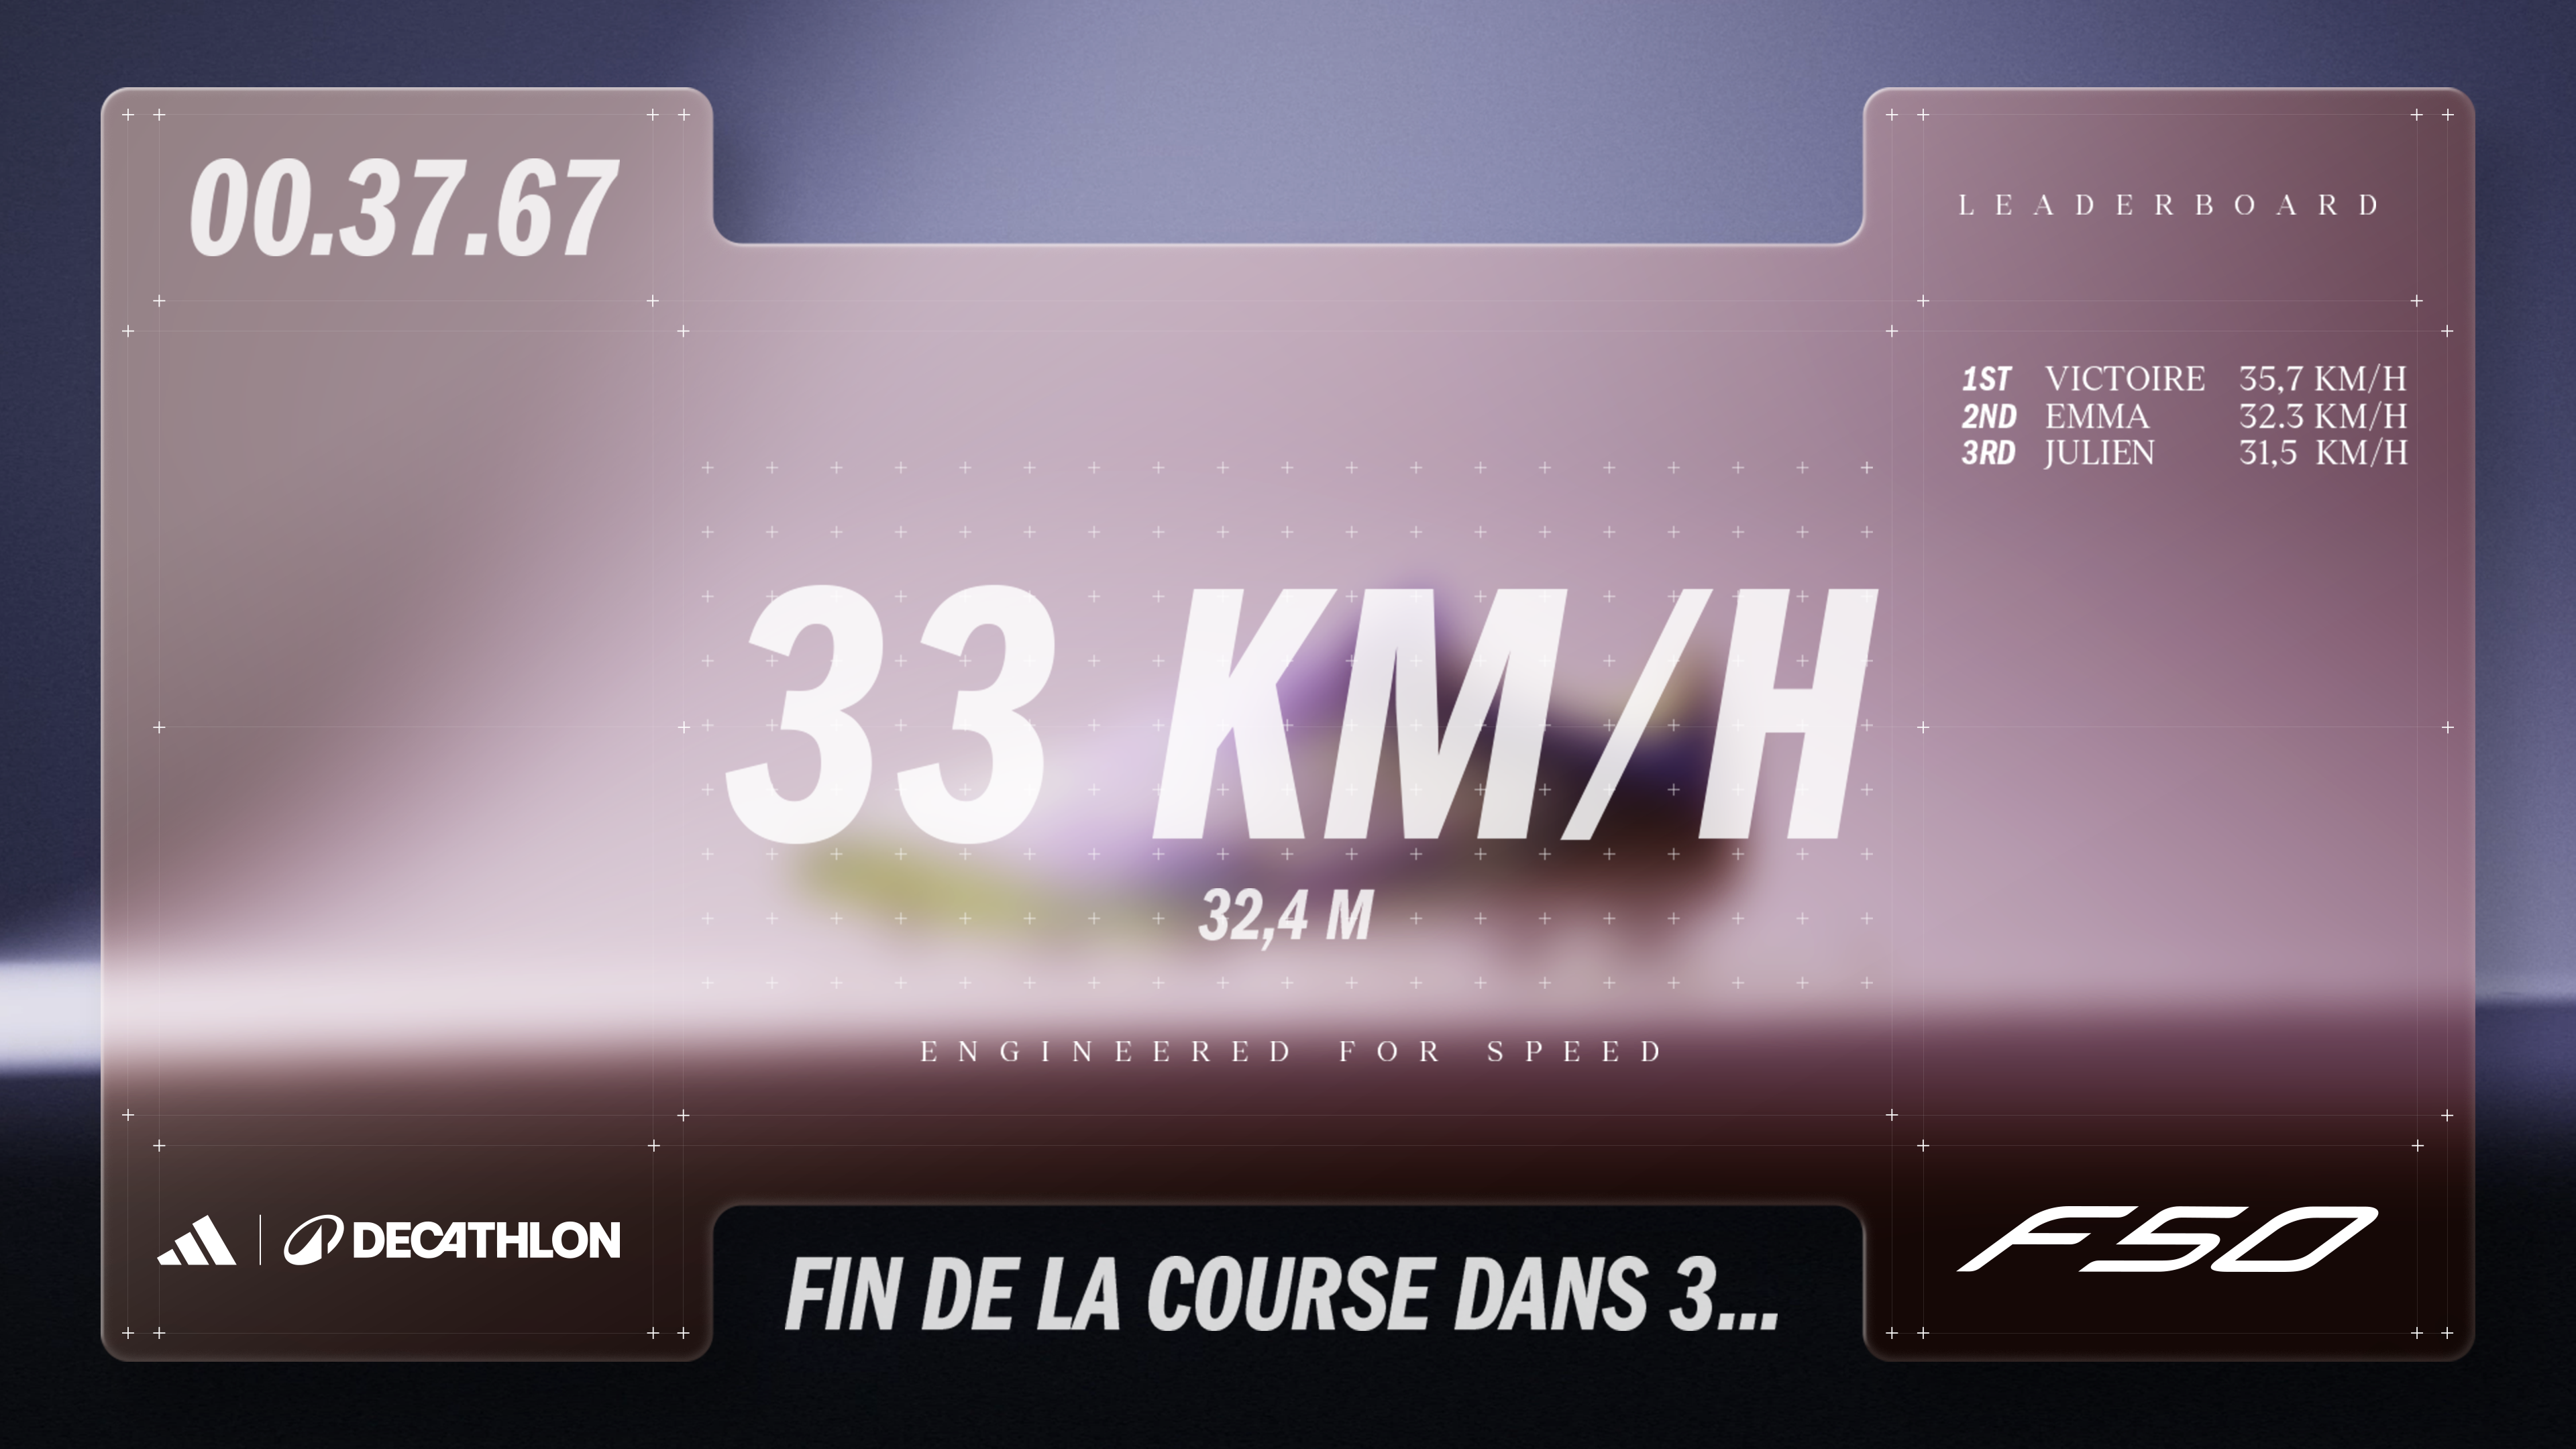 00.37.67
LEADERBOARD
1ST VICTOIRE 35,7 KM/H
2ND EMMA 32.3 KM/H
3RD JULIEN 31,5 KM/H
33 KM/H
32,4 M
ENGINEERED FOR SPEED
DECATHLON
FIN DE LA COURSE DANS 3...
F50